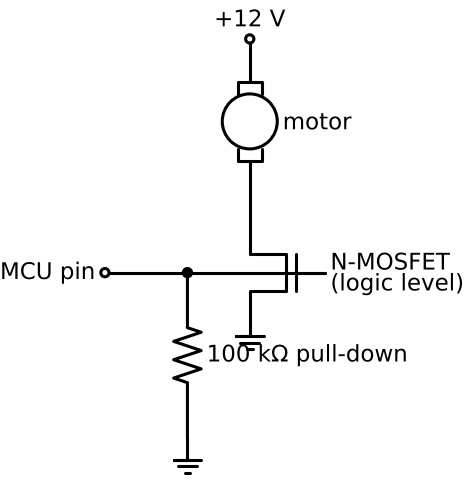 +12 V
motor
MCU pin
N-MOSFET
(logic level)
100 kΩ pull-down